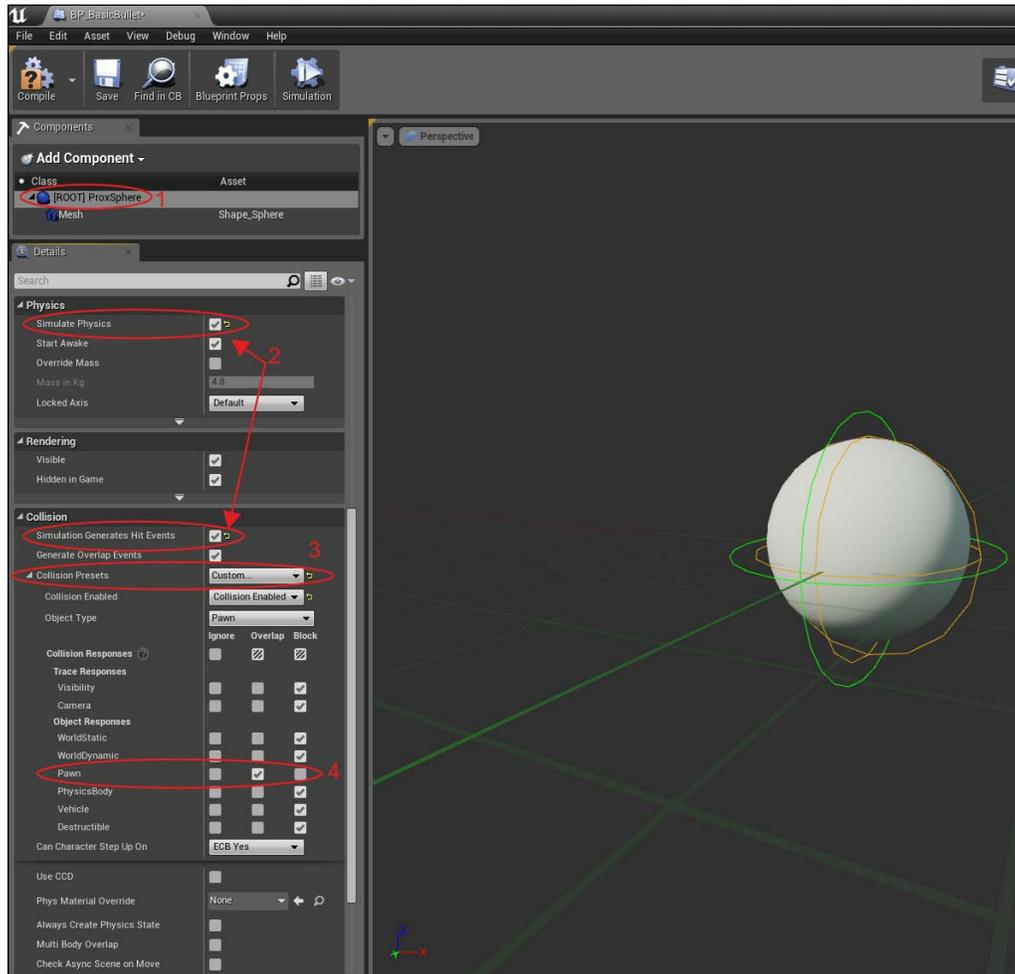 BP_BasicBullet*
File Edit Asset View Debug Window Help
Compile Save Find in CB Blueprint Props Simulation
Components
Perspective
Add Component
Class Asset
[ROOT] ProxSphere 1
Mesh Shape_Sphere
Details
Search
Physics
Simulate Physics
2
Start Awake
Override Mass
Mass in Kg 4.8
Locked Axis Default
Rendering
Visible
Hidden in Game
Collision
Simulation Generates Hit Events
3
Generate Overlap Events
Collision Presets Custom...
Collision Enabled Collision Enabled
Object Type Pawn
Ignore Overlap Block
Collision Responses ?
Trace Responses
Visibility
Camera
Object Responses
WorldStatic
WorldDynamic
Pawn 4
PhysicsBody
Vehicle
Destructible
Can Character Step Up On ECB Yes
Use CCD
Phys Material Override None
Always Create Physics State
Multi Body Overlap
Check Async Scene on Move
Z
X